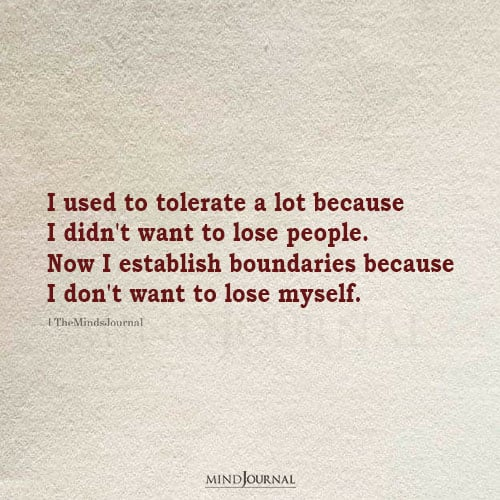 I used to tolerate a lot because
I didn't want to lose people.
Now I establish boundaries because
I don't want to lose myself.
TheMindsJournal
JOURNAL
MINDJOURNAL